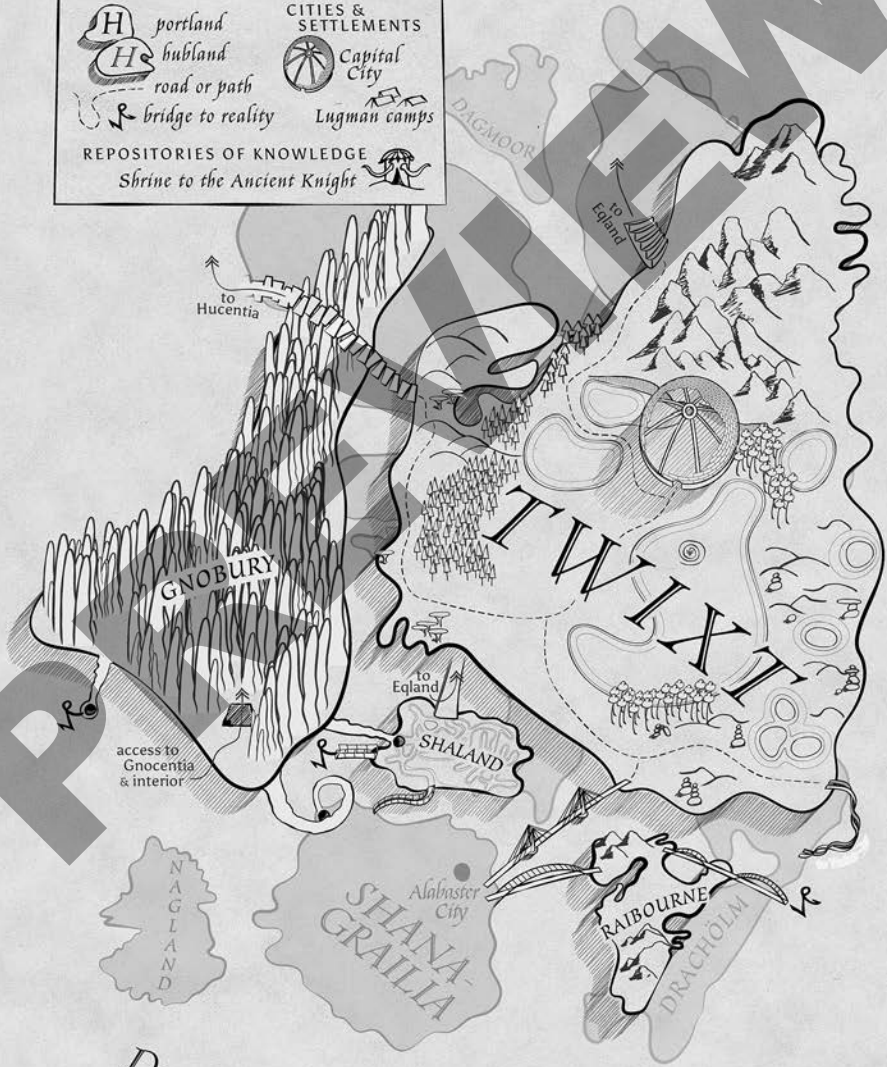 H portland
H hubland
road or path
bridge to reality
CITIES &
SETTLEMENTS
Capital
City
Lugman camps
REPOSITORIES OF KNOWLEDGE
Shrine to the Ancient Knight
DAGMOOR
to
Eqland
to
Hucentia
TWIXT
GNOBURY
to
Eqland
SHALAND
access to
Gnocentia
& interior
NAGLAND
Alabaster
City
SHANA-
GRAILIA
RAIBOURNE
DRACHÖLM
PREVIEW